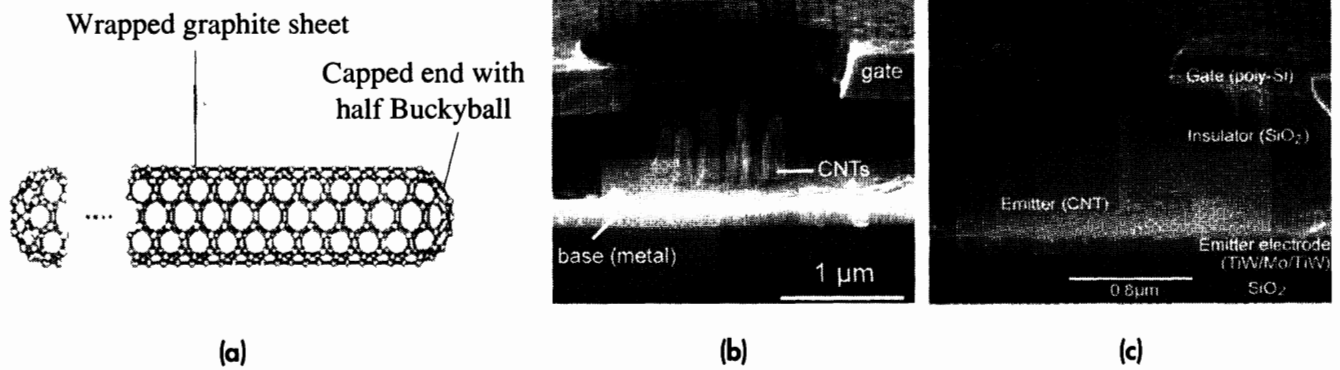 Wrapped graphite sheet
Capped end with
half Buckyball
(a)
gate
CNTs
base (metal)
1 µm
(b)
Gate (poly-Si)
Insulator (SiO₂)
Emitter (CNT)
Emitter electrode
(TiW/Mo/TiW)
0.8µm
SiO₂
(c)